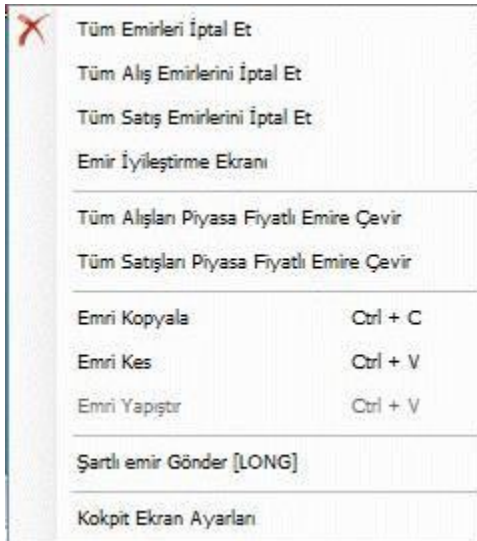 Tüm Emirleri İptal Et
Tüm Alış Emirlerini İptal Et
Tüm Satış Emirlerini İptal Et
Emir İyileştirme Ekranı
Tüm Alışları Piyasa Fiyatlı Emire Çevir
Tüm Satışları Piyasa Fiyatlı Emire Çevir
Emri Kopyala Ctrl + C
Emri Kes Ctrl + V
Emri Yapıştır Ctrl + V
Şartlı emir Gönder [LONG]
Kokpit Ekran Ayarları